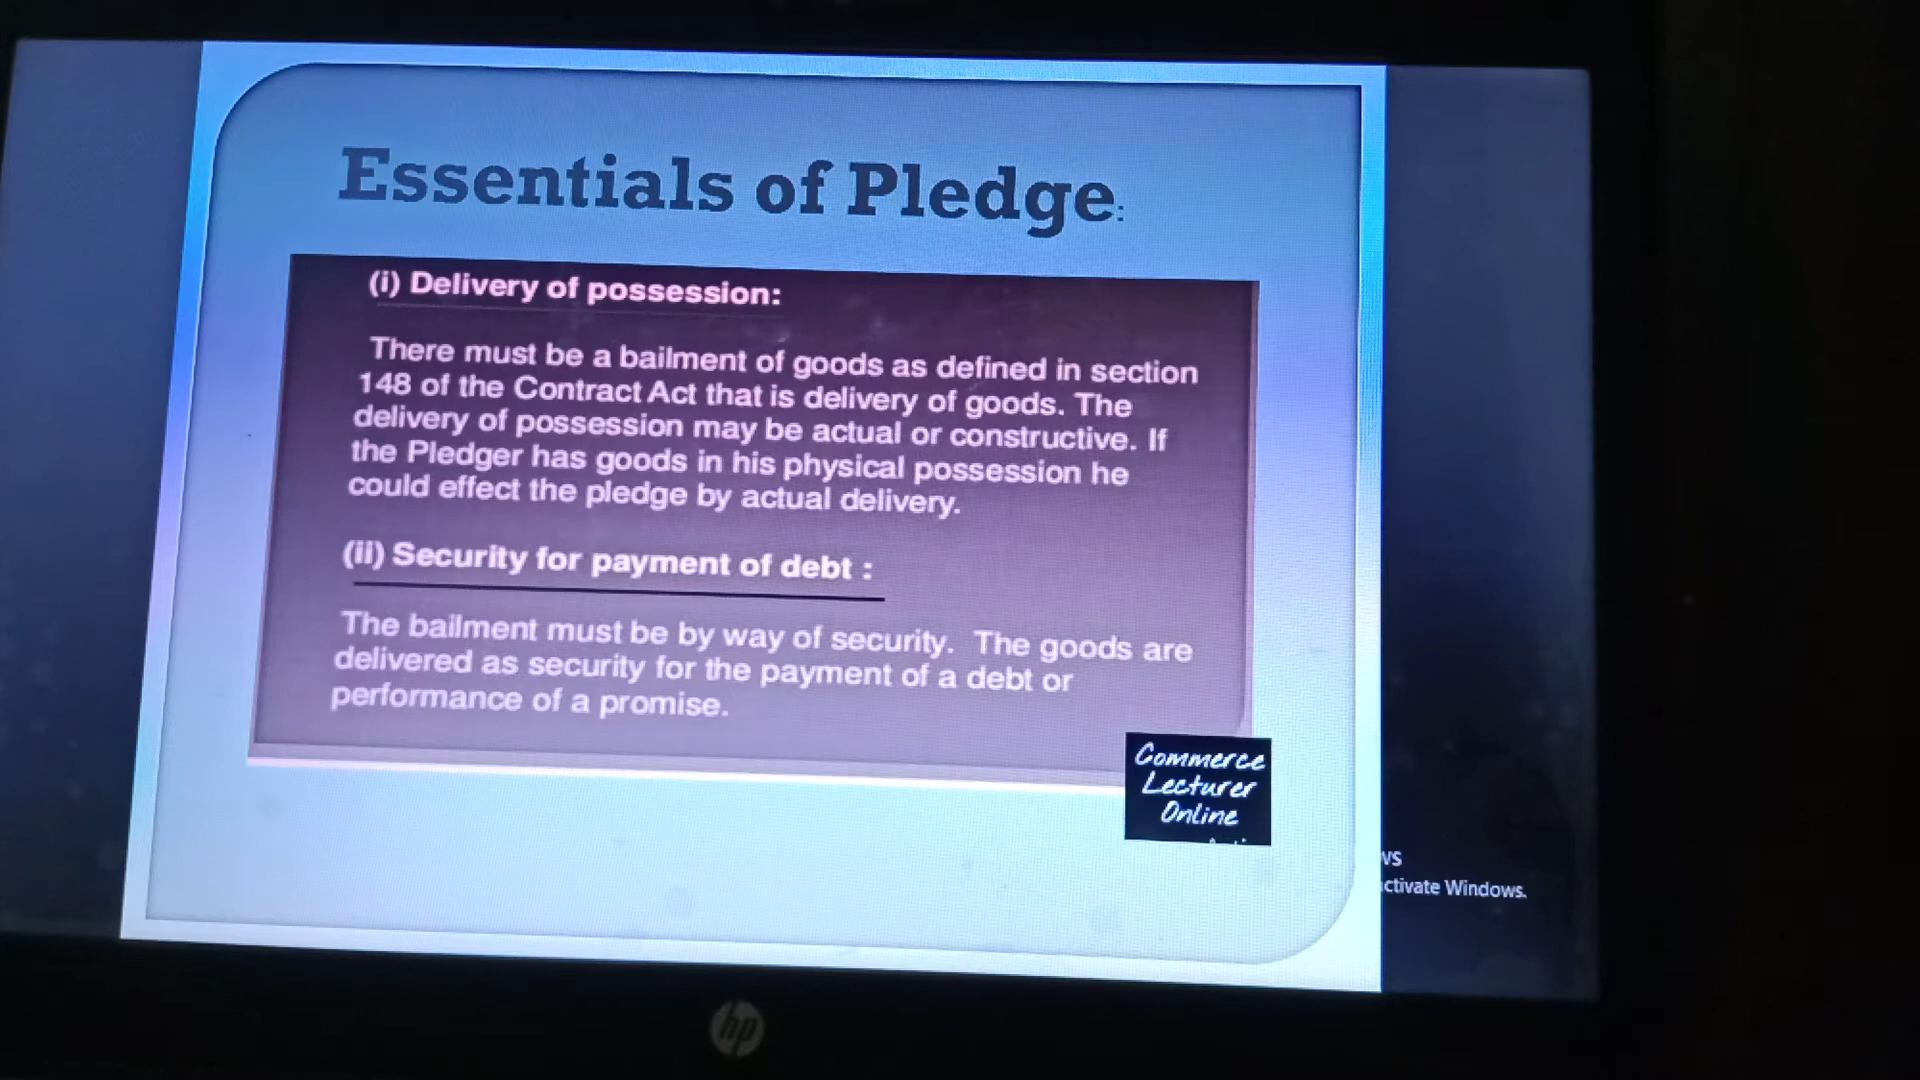 Essentials of Pledge:
(i) Delivery of possession:
There must be a bailment of goods as defined in section
148 of the Contract Act that is delivery of goods. The
delivery of possession may be actual or constructive. If
the Pledger has goods in his physical possession he
could effect the pledge by actual delivery.
(ii) Security for payment of debt :
The bailment must be by way of security. The goods are
delivered as security for the payment of a debt or
performance of a promise.
Commerce
Lecturer
Online
ctivate Windows.
hp